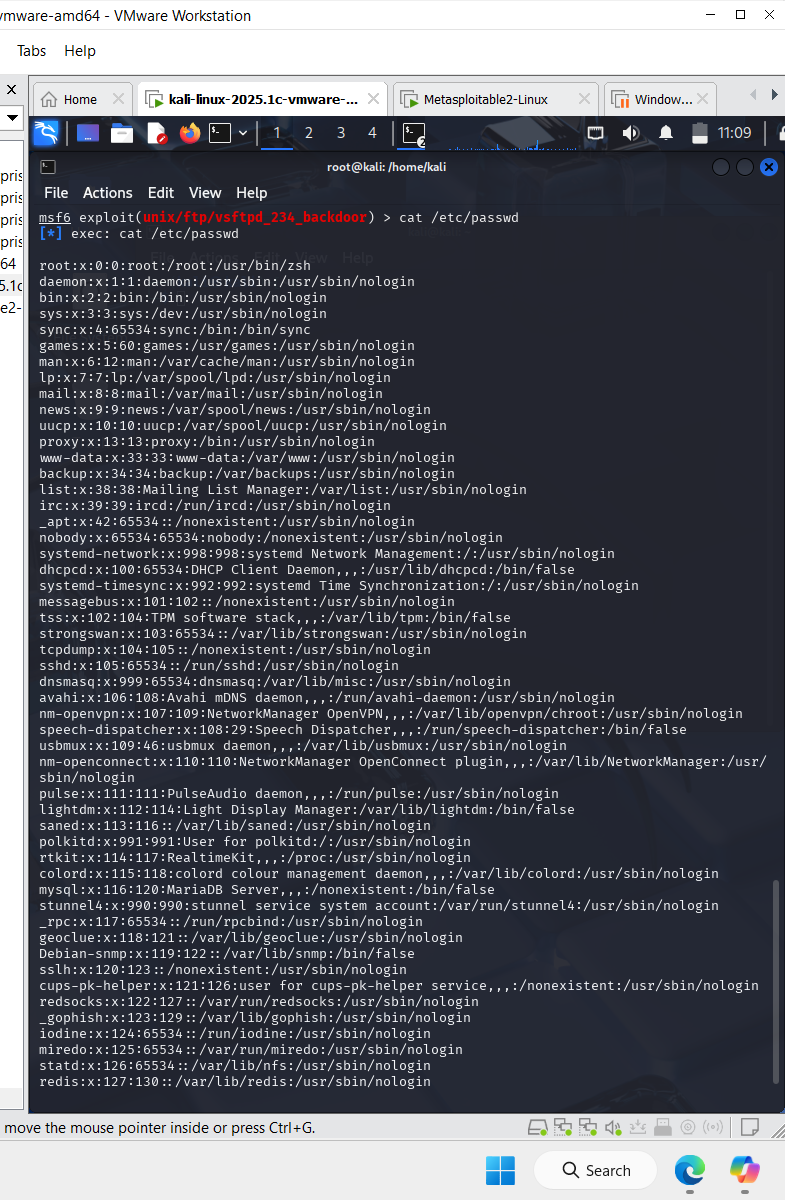 vmware-amd64 - VMware Workstation
Tabs Help
Home
kali-linux-2025.1c-vmware-...
Metasploitable2-Linux
Window...
1 2 3 4
2
11:09
pris
pris
pris
pris
64
5.1c
e2-
root@kali: /home/kali
File Actions Edit View Help
msf6 exploit(unix/ftp/vsftpd_234_backdoor) > cat /etc/passwd
[*] exec: cat /etc/passwd
root:x:0:0:root:/root:/usr/bin/zsh
daemon:x:1:1:daemon:/usr/sbin:/usr/sbin/nologin
bin:x:2:2:bin:/bin:/usr/sbin/nologin
sys:x:3:3:sys:/dev:/usr/sbin/nologin
sync:x:4:65534:sync:/bin:/bin/sync
games:x:5:60:games:/usr/games:/usr/sbin/nologin
man:x:6:12:man:/var/cache/man:/usr/sbin/nologin
lp:x:7:7:lp:/var/spool/lpd:/usr/sbin/nologin
mail:x:8:8:mail:/var/mail:/usr/sbin/nologin
news:x:9:9:news:/var/spool/news:/usr/sbin/nologin
uucp:x:10:10:uucp:/var/spool/uucp:/usr/sbin/nologin
proxy:x:13:13:proxy:/bin:/usr/sbin/nologin
www-data:x:33:33:www-data:/var/www:/usr/sbin/nologin
backup:x:34:34:backup:/var/backups:/usr/sbin/nologin
list:x:38:38:Mailing List Manager:/var/list:/usr/sbin/nologin
irc:x:39:39:ircd:/run/ircd:/usr/sbin/nologin
_apt:x:42:65534::/nonexistent:/usr/sbin/nologin
nobody:x:65534:65534:nobody:/nonexistent:/usr/sbin/nologin
systemd-network:x:998:998:systemd Network Management:/:/usr/sbin/nologin
dhcpcd:x:100:65534:DHCP Client Daemon,,,:/usr/lib/dhcpcd:/bin/false
systemd-timesync:x:992:992:systemd Time Synchronization:/:/usr/sbin/nologin
messagebus:x:101:102::/nonexistent:/usr/sbin/nologin
tss:x:102:104:TPM software stack,,,:/var/lib/tpm:/bin/false
strongswan:x:103:65534::/var/lib/strongswan:/usr/sbin/nologin
tcpdump:x:104:105::/nonexistent:/usr/sbin/nologin
sshd:x:105:65534::/run/sshd:/usr/sbin/nologin
dnsmasq:x:999:65534:dnsmasq:/var/lib/misc:/usr/sbin/nologin
avahi:x:106:108:Avahi mDNS daemon,,,:/run/avahi-daemon:/usr/sbin/nologin
nm-openvpn:x:107:109:NetworkManager OpenVPN,,,:/var/lib/openvpn/chroot:/usr/sbin/nologin
speech-dispatcher:x:108:29:Speech Dispatcher,,,:/run/speech-dispatcher:/bin/false
usbmux:x:109:46:usbmux daemon,,,:/var/lib/usbmux:/usr/sbin/nologin
nm-openconnect:x:110:110:NetworkManager OpenConnect plugin,,,:/var/lib/NetworkManager:/usr/
sbin/nologin
pulse:x:111:111:PulseAudio daemon,,,:/run/pulse:/usr/sbin/nologin
lightdm:x:112:114:Light Display Manager:/var/lib/lightdm:/bin/false
saned:x:113:116::/var/lib/saned:/usr/sbin/nologin
polkitd:x:991:991:User for polkitd:/:/usr/sbin/nologin
rtkit:x:114:117:RealtimeKit,,,:/proc:/usr/sbin/nologin
colord:x:115:118:colord colour management daemon,,,:/var/lib/colord:/usr/sbin/nologin
mysql:x:116:120:MariaDB Server,,,:/nonexistent:/bin/false
stunnel4:x:990:990:stunnel service system account:/var/run/stunnel4:/usr/sbin/nologin
_rpc:x:117:65534::/run/rpcbind:/usr/sbin/nologin
geoclue:x:118:121::/var/lib/geoclue:/usr/sbin/nologin
Debian-snmp:x:119:122::/var/lib/snmp:/bin/false
sslh:x:120:123::/nonexistent:/usr/sbin/nologin
cups-pk-helper:x:121:126:user for cups-pk-helper service,,,:/nonexistent:/usr/sbin/nologin
redsocks:x:122:127::/var/run/redsocks:/usr/sbin/nologin
_gophish:x:123:129::/var/lib/gophish:/usr/sbin/nologin
iodine:x:124:65534::/run/iodine:/usr/sbin/nologin
miredo:x:125:65534::/var/run/miredo:/usr/sbin/nologin
statd:x:126:65534::/var/lib/nfs:/usr/sbin/nologin
redis:x:127:130::/var/lib/redis:/usr/sbin/nologin
move the mouse pointer inside or press Ctrl+G.
Search